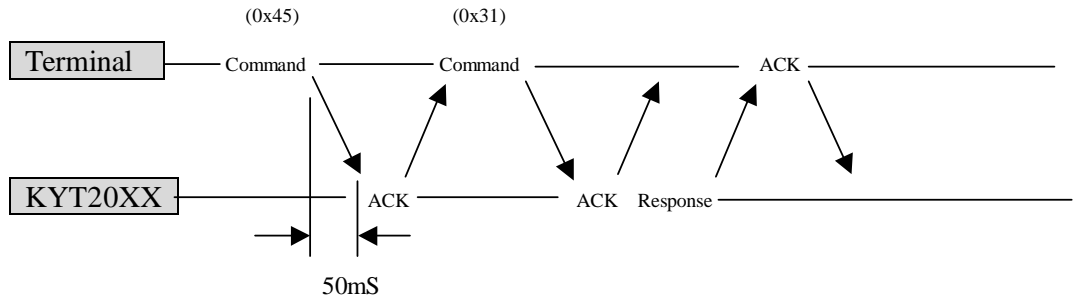 (0x45) (0x31)
Terminal Command Command ACK
KYT20XX ACK ACK Response
50mS